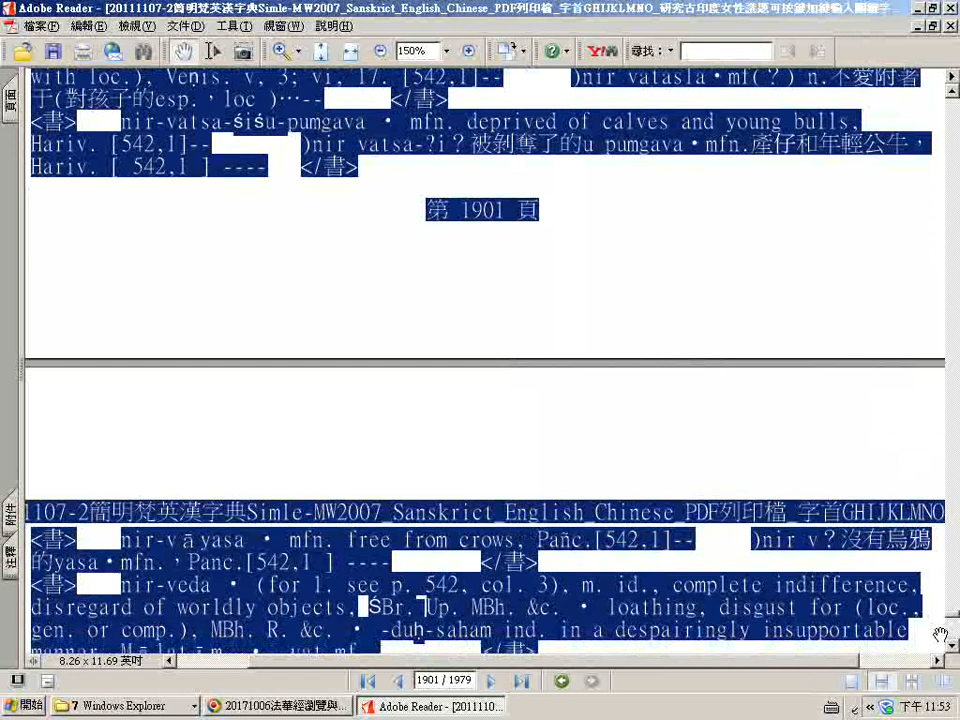 Adobe Reader - [20111107-2簡明梵英漢字典Simle-MW2007_Sanskrict_English_Chinese_PDF列印檔_字首GHIJKLMNO_研究古印度女性議題可按
檔案(F) 編輯(E) 檢視(V) 文件(D) 工具(T) 視窗(W) 說明(H)
150% Y! 尋找:
頁面
with loc.), Veṇis. v, 3; vi, 17. [542,1]-- )nir vatasla‧mf(？) n.不愛附著
于(對孩子的esp.，loc )…-- </書>
<書> nir-vatsa-śiśu-pumgava ‧ mfn. deprived of calves and young bulls,
Hariv. [542,1]-- )nir vatsa-?i？被剝奪了的u pumgava‧mfn.產仔和年輕公牛，
Hariv. [ 542,1 ] ---- </書>
第 1901 頁
附件
注釋
1107-2簡明梵英漢字典Simle-MW2007_Sanskrict_English_Chinese_PDF列印檔_字首GHIJKLMNO
<書> nir-vāyasa ‧ mfn. free from crows, Pañc.[542,1]-- )nir v？沒有烏鴉
的yasa‧mfn.，Panc.[542,1 ] ---- </書>
<書> nir-veda ‧ (for 1. see p. 542, col. 3), m. id., complete indifference,
disregard of worldly objects, ŚBr. Up. MBh. &c. ‧ loathing, disgust for (loc.,
gen. or comp.), MBh. R. &c. ‧ -duḥ-saham ind. in a despairingly insupportable
8.26 x 11.69 英吋
1901 / 1979
開始 7 Windows Explorer 20171006法華經瀏覽與... Adobe Reader - [2011110... 下午 11:53